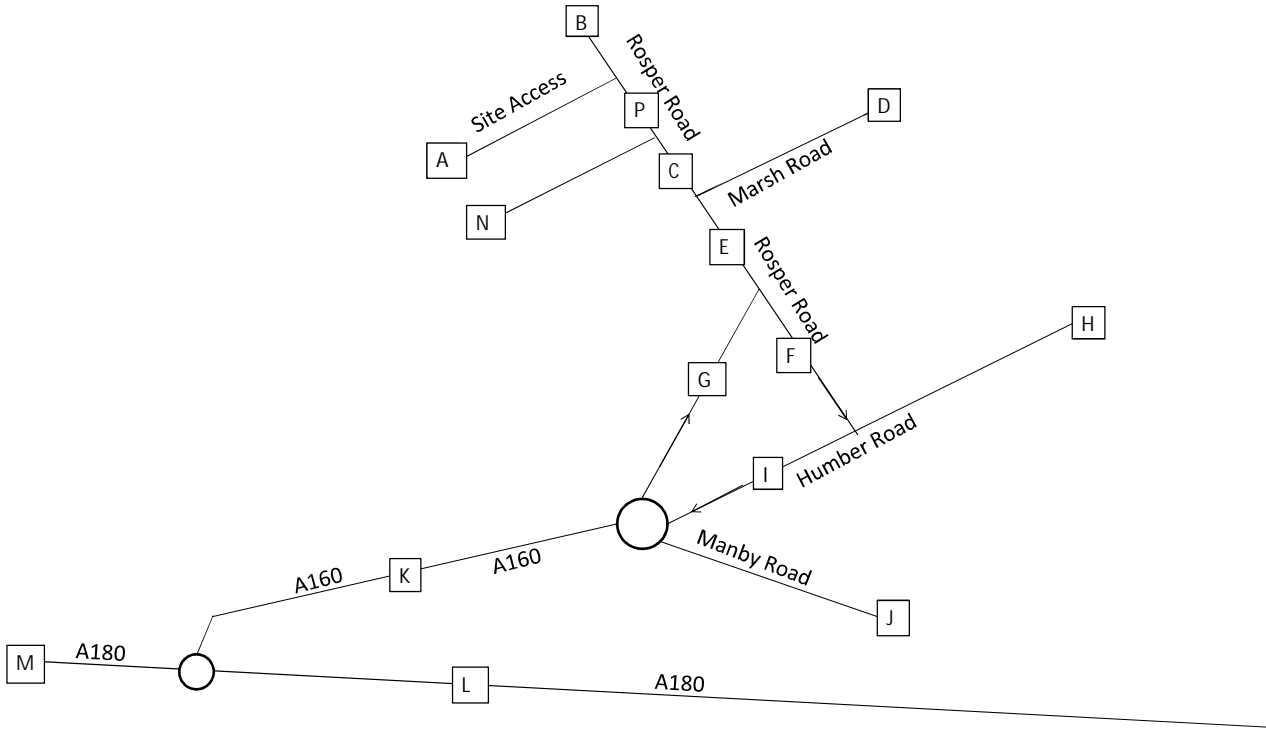 B
Rosper Road
Site Access
P
D
A
C
Marsh Road
N
E
Rosper Road
H
F
G
Humber Road
I
Manby Road
A160
A160
K
J
A180
M
L
A180